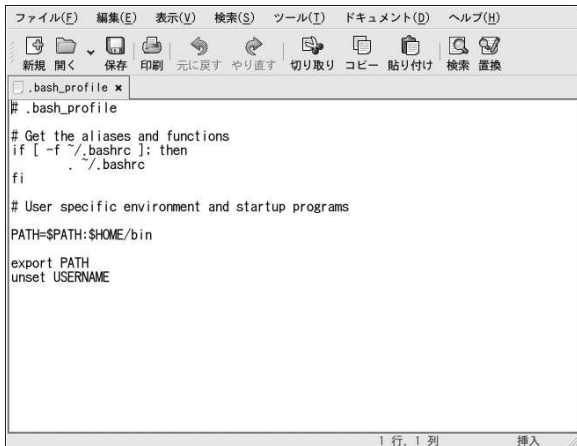 ファイル(F) 編集(E) 表示(V) 検索(S) ツール(T) ドキュメント(D) ヘルプ(H)
新規 開く 保存 印刷 元に戻す やり直す 切り取り コピー 貼り付け 検索 置換
.bash_profile ×
# .bash_profile
# Get the aliases and functions
if [ -f ~/.bashrc ]; then
. ~/.bashrc
fi
# User specific environment and startup programs
PATH=$PATH:$HOME/bin
export PATH
unset USERNAME
1 行, 1 列 挿入